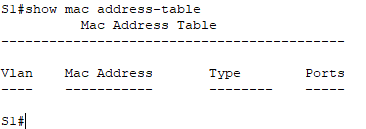 S1#show mac address-table
Mac Address Table
-------------------------------------------
Vlan Mac Address Type Ports
---- ----------- -------- -----
S1#